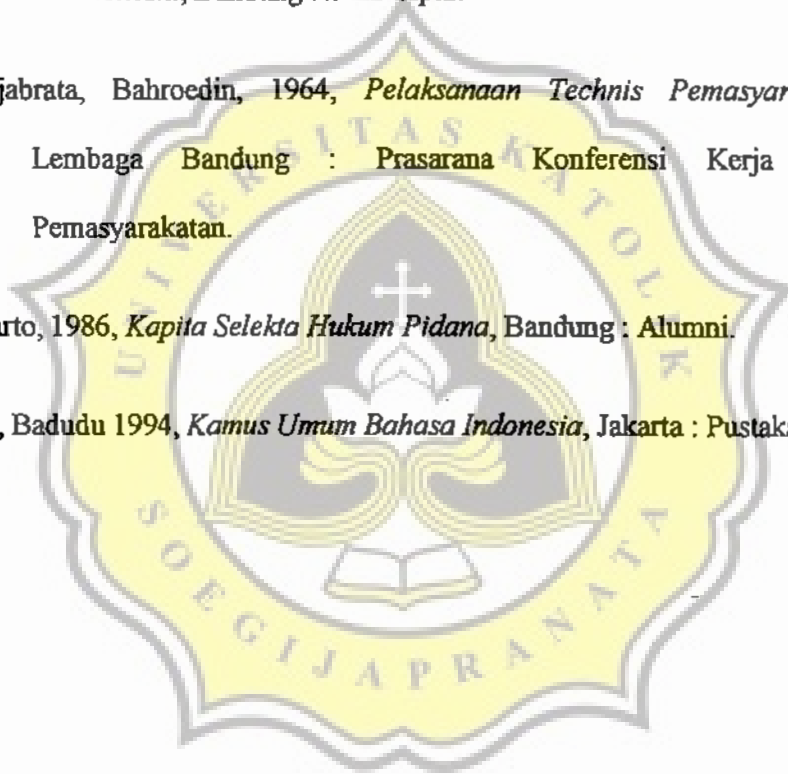 jabrata, Bahroedin, 1964, Pelaksanaan Technis Pemasyar
Lembaga Bandung : Prasarana Konferensi Kerja
Pemasyarakatan.
rto, 1986, Kapita Selekta Hukum Pidana, Bandung : Alumni.
, Badudu 1994, Kamus Umum Bahasa Indonesia, Jakarta : Pustak
UNIVERSITAS KATOLIK
SOEGIJAPRANATA